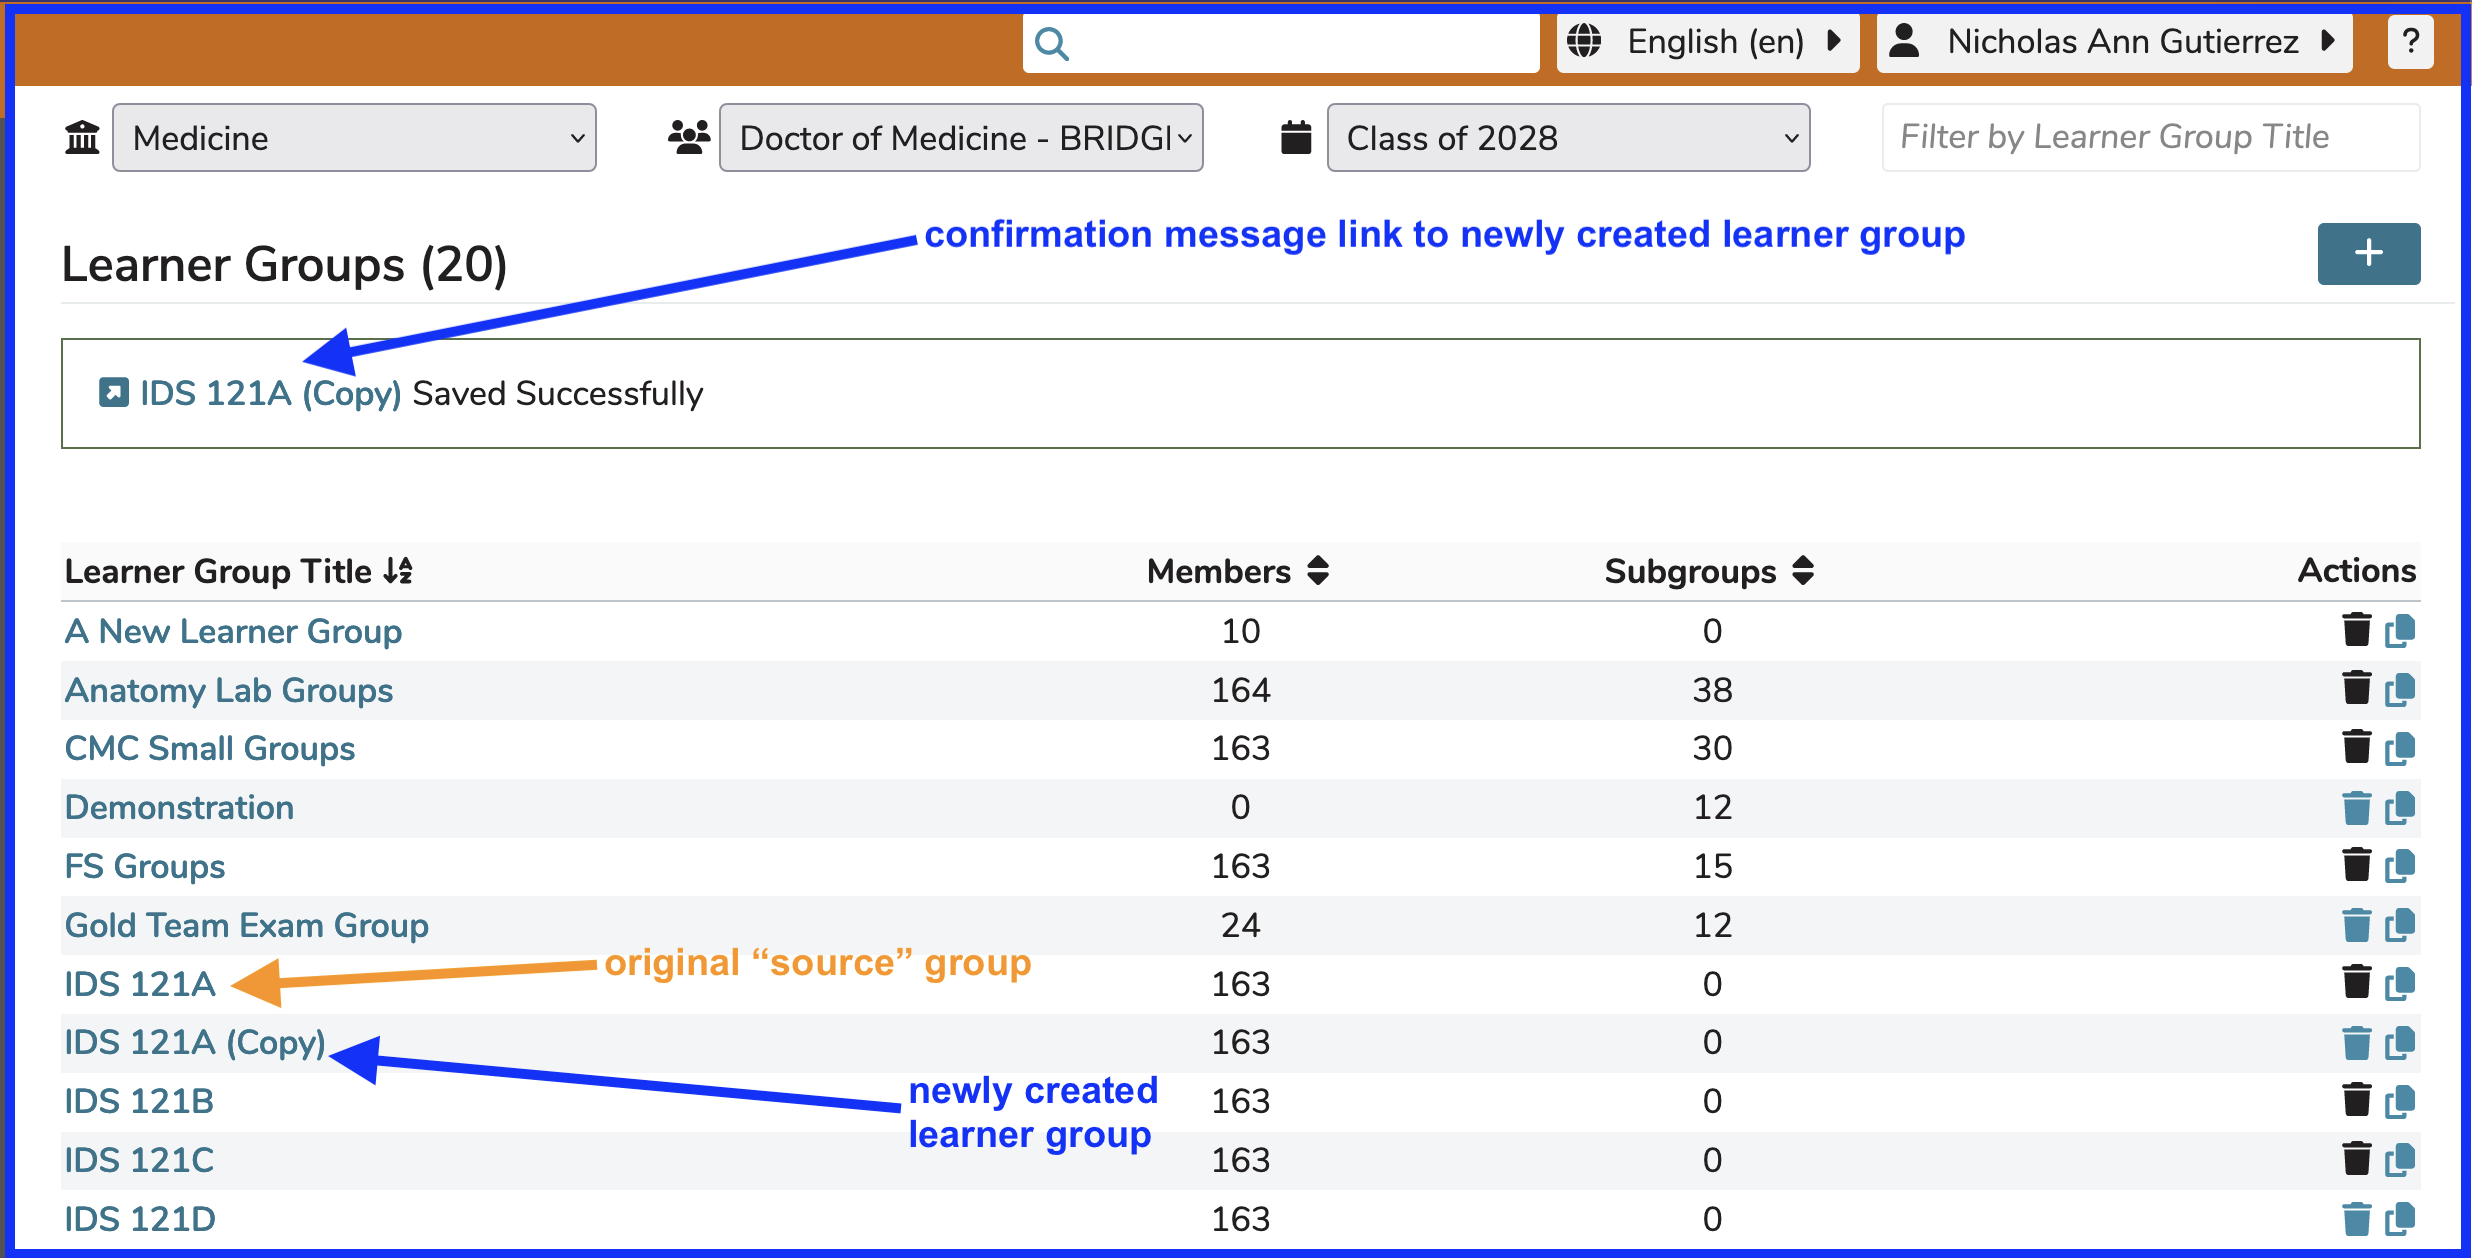 English (en)
Nicholas Ann Gutierrez
?
Medicine
Doctor of Medicine - BRIDG
Class of 2028
Filter by Learner Group Title
confirmation message link to newly created learner group
Learner Groups (20)
+
IDS 121A (Copy) Saved Successfully
Learner Group Title Members Subgroups Actions
A New Learner Group 10 0
Anatomy Lab Groups 164 38
CMC Small Groups 163 30
Demonstration 0 12
FS Groups 163 15
Gold Team Exam Group 24 12
original “source” group
IDS 121A 163 0
IDS 121A (Copy) 163 0
newly created
learner group
IDS 121B 163 0
IDS 121C 163 0
IDS 121D 163 0